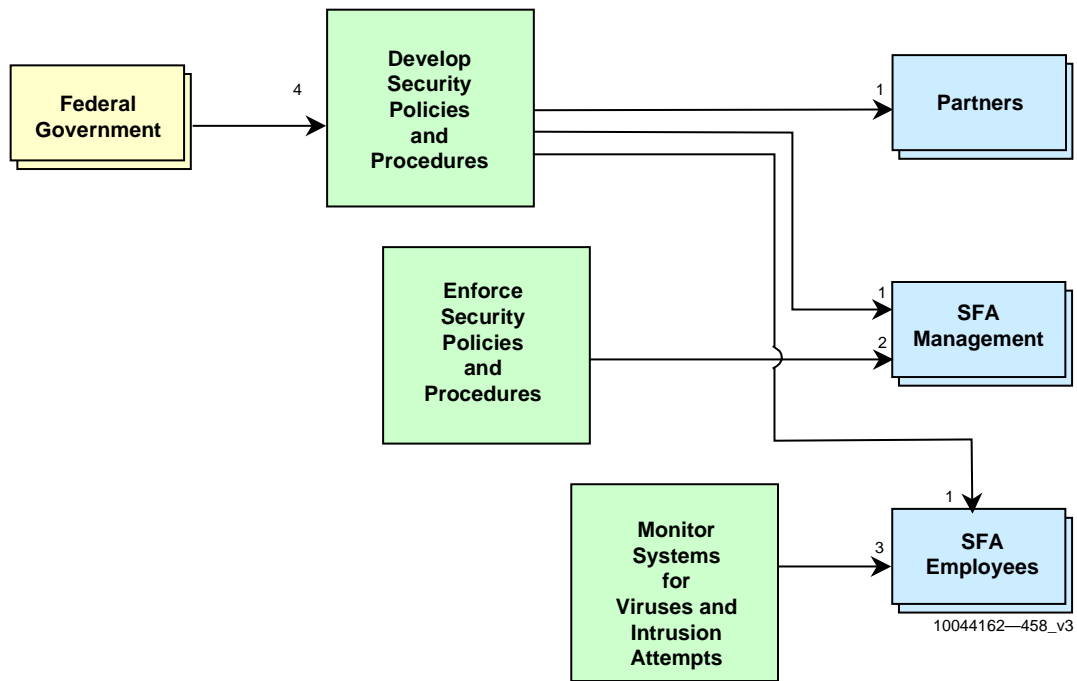 Federal
Government
4
Develop
Security
Policies
and
Procedures
1
Partners
Enforce
Security
Policies
and
Procedures
1
2
SFA
Management
Monitor
Systems
for
Viruses and
Intrusion
Attempts
1
3
SFA
Employees
10044162—458_v3